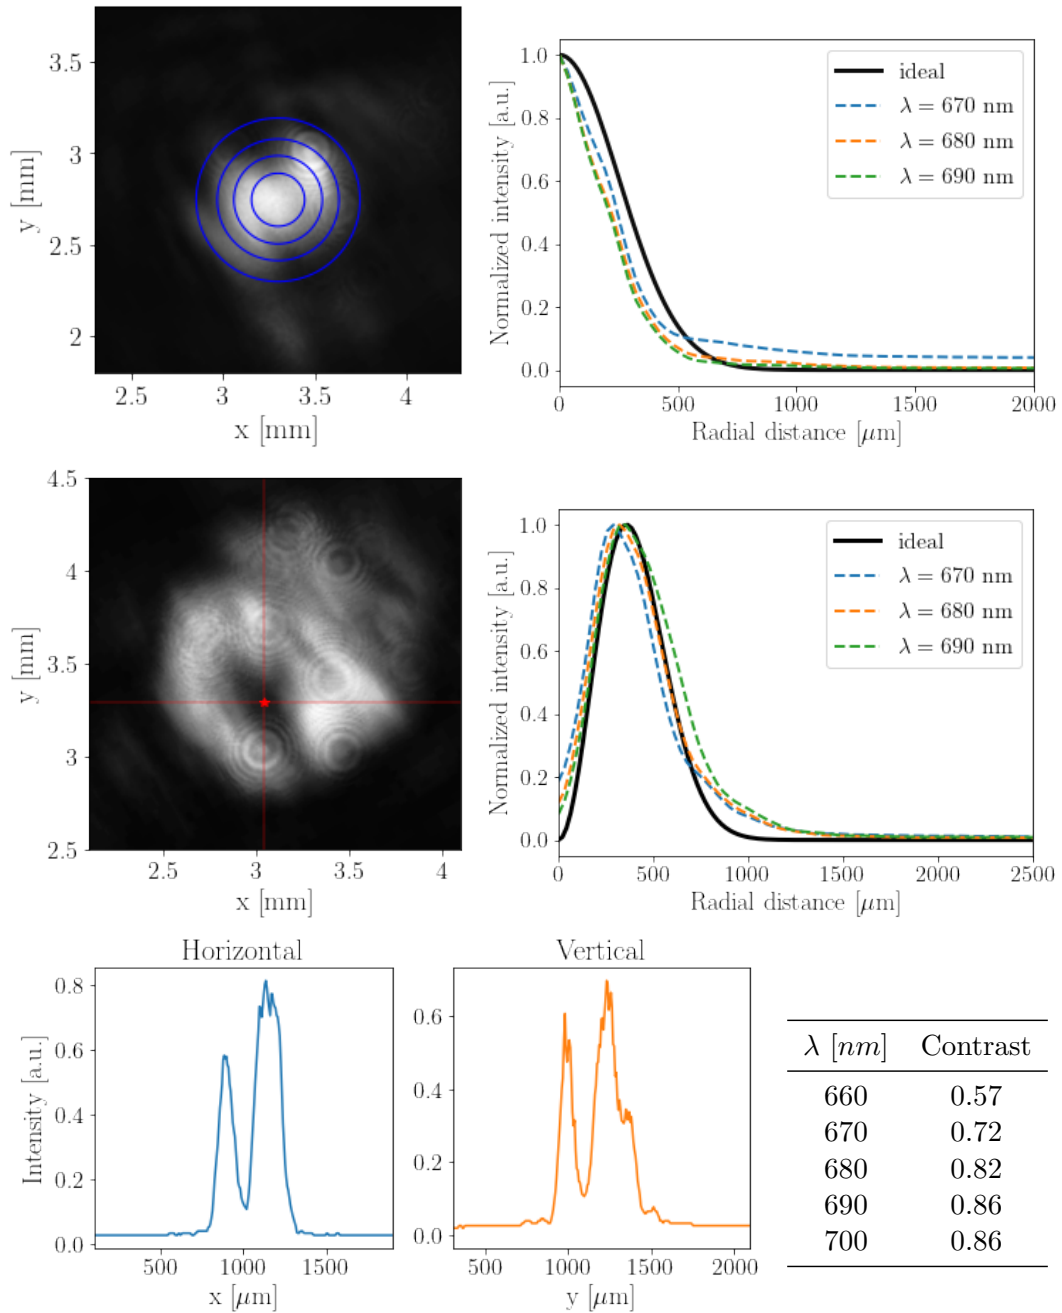 3.5
3
2.5
2
y [mm]
2.5 3 3.5 4
x [mm]
1.0
0.8
0.6
0.4
0.2
0.0
Normalized intensity [a.u.]
ideal
λ = 670 nm
λ = 680 nm
λ = 690 nm
0 500 1000 1500 2000
Radial distance [μm]
4.5
4
3.5
3
2.5
y [mm]
2.5 3 3.5 4
x [mm]
1.0
0.8
0.6
0.4
0.2
0.0
Normalized intensity [a.u.]
ideal
λ = 670 nm
λ = 680 nm
λ = 690 nm
0 500 1000 1500 2000 2500
Radial distance [μm]
Horizontal
0.8
0.6
0.4
0.2
0.0
Intensity [a.u.]
500 1000 1500
x [μm]
Vertical
0.6
0.4
0.2
0.0
500 1000 1500 2000
y [μm]
λ [nm] Contrast
660 0.57
670 0.72
680 0.82
690 0.86
700 0.86